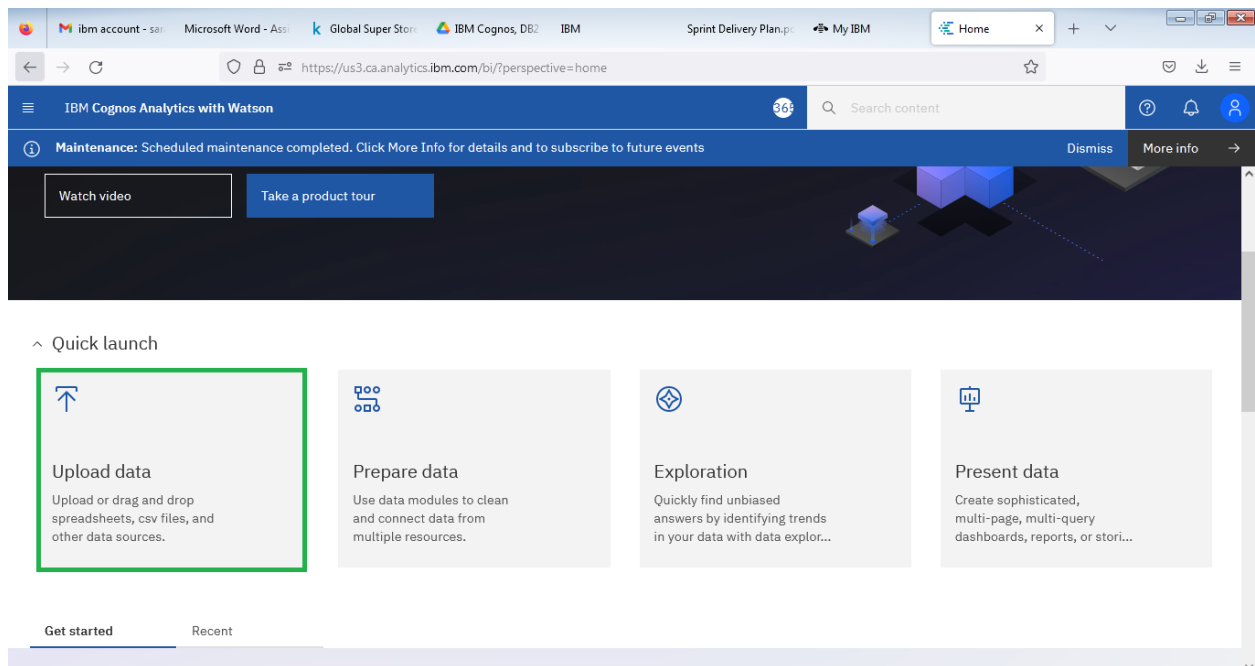 ibm account - sar
Microsoft Word - Assi
k Global Super Store
IBM Cognos, DB2
IBM
Sprint Delivery Plan.pd
My IBM
Home
https://us3.ca.analytics.ibm.com/bi/?perspective=home
IBM Cognos Analytics with Watson
365
Search content
Maintenance: Scheduled maintenance completed. Click More Info for details and to subscribe to future events
Dismiss
More info
Watch video
Take a product tour
Quick launch
Upload data
Upload or drag and drop
spreadsheets, csv files, and
other data sources.
Prepare data
Use data modules to clean
and connect data from
multiple resources.
Exploration
Quickly find unbiased
answers by identifying trends
in your data with data explor...
Present data
Create sophisticated,
multi-page, multi-query
dashboards, reports, or stori...
Get started
Recent